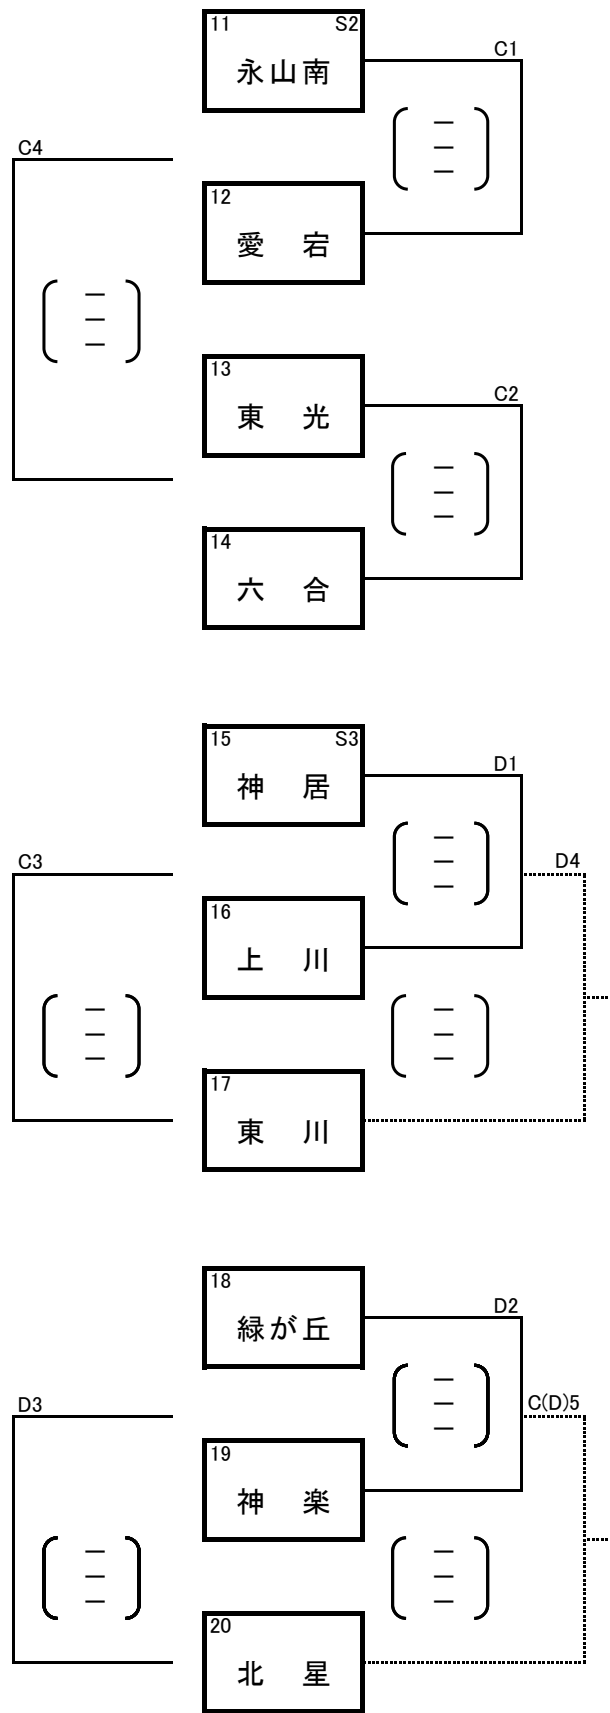 11 S2
永山南
C1
C4
12
愛　宕
13
東　光
C2
14
六　合
15 S3
神　居
D1
C3
D4
16
上　川
17
東　川
18
緑が丘
D2
D3
C(D)5
19
神　楽
20
北　星